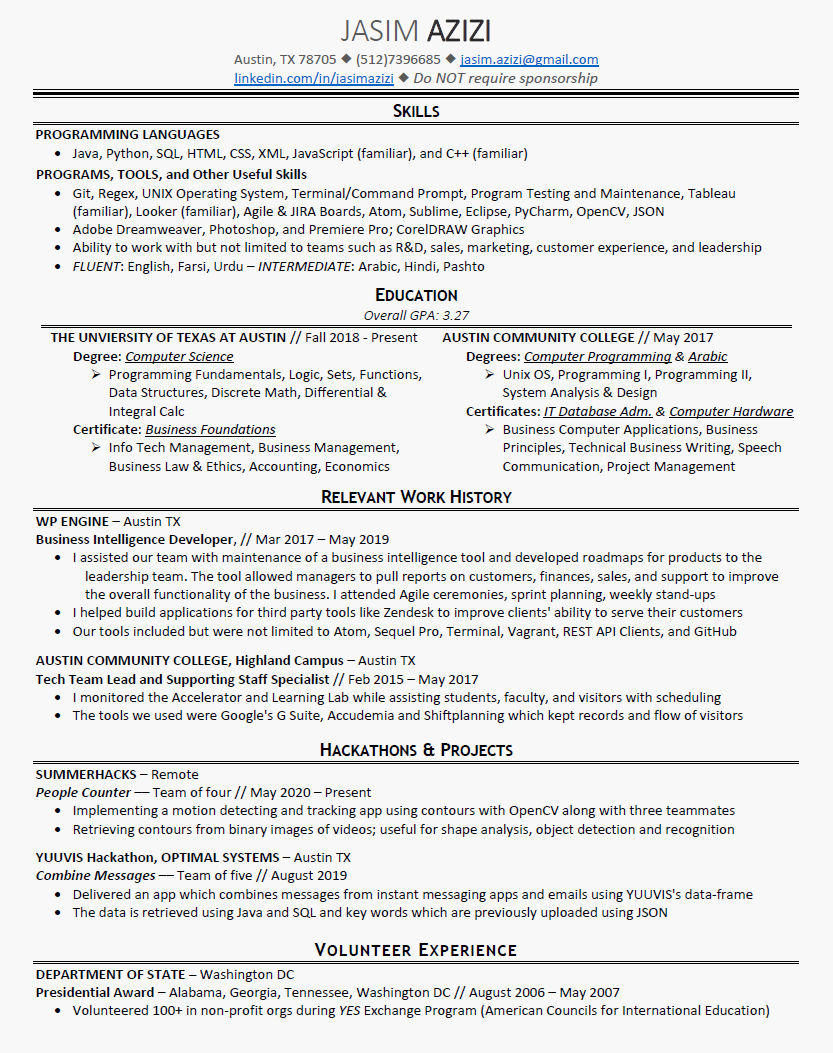 JASIM AZIZI
Austin, TX 78705 ◆ (512)7396685 ◆ jasim.azizi@gmail.com
linkedin.com/in/jasimazizi ◆ Do NOT require sponsorship
SKILLS
PROGRAMMING LANGUAGES
• Java, Python, SQL, HTML, CSS, XML, JavaScript (familiar), and C++ (familiar)
PROGRAMS, TOOLS, and Other Useful Skills
• Git, Regex, UNIX Operating System, Terminal/Command Prompt, Program Testing and Maintenance, Tableau
(familiar), Looker (familiar), Agile & JIRA Boards, Atom, Sublime, Eclipse, PyCharm, OpenCV, JSON
• Adobe Dreamweaver, Photoshop, and Premiere Pro; CorelDRAW Graphics
• Ability to work with but not limited to teams such as R&D, sales, marketing, customer experience, and leadership
• FLUENT: English, Farsi, Urdu – INTERMEDIATE: Arabic, Hindi, Pashto
EDUCATION
Overall GPA: 3.27
THE UNVIERSITY OF TEXAS AT AUSTIN // Fall 2018 - Present
Degree: Computer Science
➢ Programming Fundamentals, Logic, Sets, Functions,
Data Structures, Discrete Math, Differential &
Integral Calc
Certificate: Business Foundations
➢ Info Tech Management, Business Management,
Business Law & Ethics, Accounting, Economics
AUSTIN COMMUNITY COLLEGE // May 2017
Degrees: Computer Programming & Arabic
➢ Unix OS, Programming I, Programming II,
System Analysis & Design
Certificates: IT Database Adm. & Computer Hardware
➢ Business Computer Applications, Business
Principles, Technical Business Writing, Speech
Communication, Project Management
RELEVANT WORK HISTORY
WP ENGINE – Austin TX
Business Intelligence Developer, // Mar 2017 – May 2019
• I assisted our team with maintenance of a business intelligence tool and developed roadmaps for products to the
leadership team. The tool allowed managers to pull reports on customers, finances, sales, and support to improve
the overall functionality of the business. I attended Agile ceremonies, sprint planning, weekly stand-ups
• I helped build applications for third party tools like Zendesk to improve clients' ability to serve their customers
• Our tools included but were not limited to Atom, Sequel Pro, Terminal, Vagrant, REST API Clients, and GitHub
AUSTIN COMMUNITY COLLEGE, Highland Campus – Austin TX
Tech Team Lead and Supporting Staff Specialist // Feb 2015 – May 2017
• I monitored the Accelerator and Learning Lab while assisting students, faculty, and visitors with scheduling
• The tools we used were Google's G Suite, Accudemia and Shiftplanning which kept records and flow of visitors
HACKATHONS & PROJECTS
SUMMERHACKS – Remote
People Counter — Team of four // May 2020 – Present
• Implementing a motion detecting and tracking app using contours with OpenCV along with three teammates
• Retrieving contours from binary images of videos; useful for shape analysis, object detection and recognition
YUUVIS Hackathon, OPTIMAL SYSTEMS – Austin TX
Combine Messages — Team of five // August 2019
• Delivered an app which combines messages from instant messaging apps and emails using YUUVIS's data-frame
• The data is retrieved using Java and SQL and key words which are previously uploaded using JSON
VOLUNTEER EXPERIENCE
DEPARTMENT OF STATE – Washington DC
Presidential Award – Alabama, Georgia, Tennessee, Washington DC // August 2006 – May 2007
• Volunteered 100+ in non-profit orgs during YES Exchange Program (American Councils for International Education)